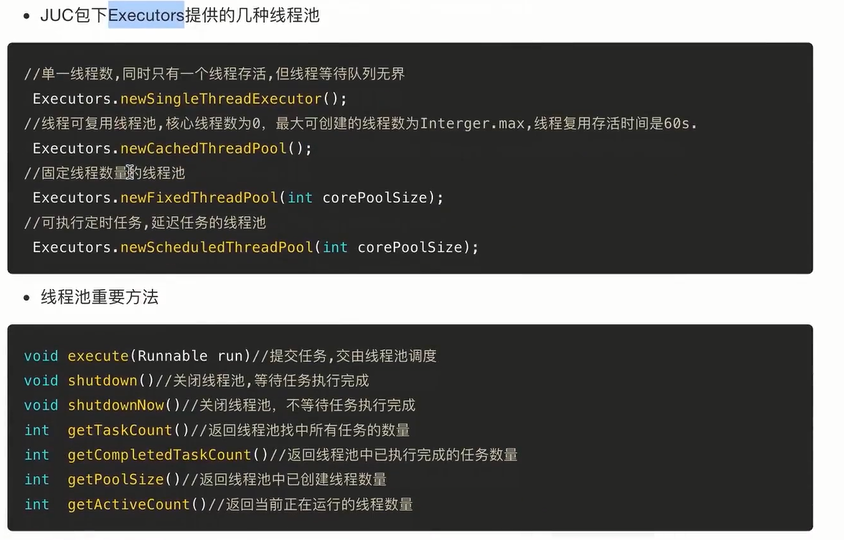 JUC包下Executors提供的几种线程池
//单一线程数,同时只有一个线程存活,但线程等待队列无界
Executors.newSingleThreadExecutor();
//线程可复用线程池,核心线程数为0，最大可创建的线程数为Interger.max,线程复用存活时间是60s.
Executors.newCachedThreadPool();
//固定线程数量的线程池
Executors.newFixedThreadPool(int corePoolSize);
//可执行定时任务,延迟任务的线程池
Executors.newScheduledThreadPool(int corePoolSize);
线程池重要方法
void execute(Runnable run)//提交任务,交由线程池调度
void shutdown()//关闭线程池,等待任务执行完成
void shutdownNow()//关闭线程池，不等待任务执行完成
int getTaskCount()//返回线程池找中所有任务的数量
int getCompletedTaskCount()//返回线程池中已执行完成的任务数量
int getPoolSize()//返回线程池中已创建线程数量
int getActiveCount()//返回当前正在运行的线程数量